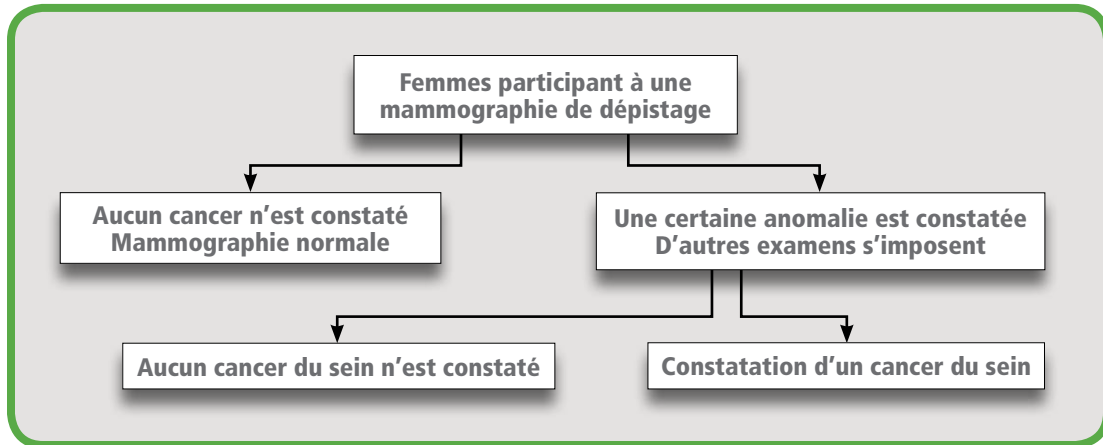 Femmes participant à une
mammographie de dépistage
Aucun cancer n’est constaté
Mammographie normale
Une certaine anomalie est constatée
D’autres examens s’imposent
Aucun cancer du sein n’est constaté
Constatation d’un cancer du sein